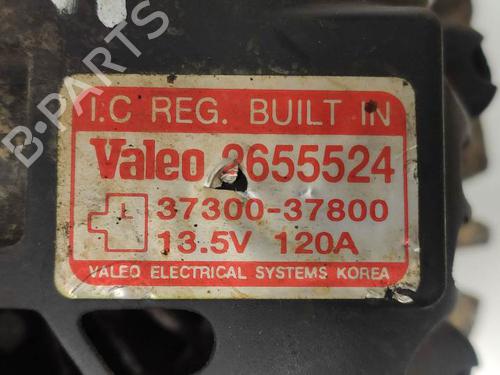 B-PARTS
I.C REG. BUILT IN
Valeo 2655524
L
37300-37800
13.5V 120A
VALEO ELECTRICAL SYSTEMS KOREA